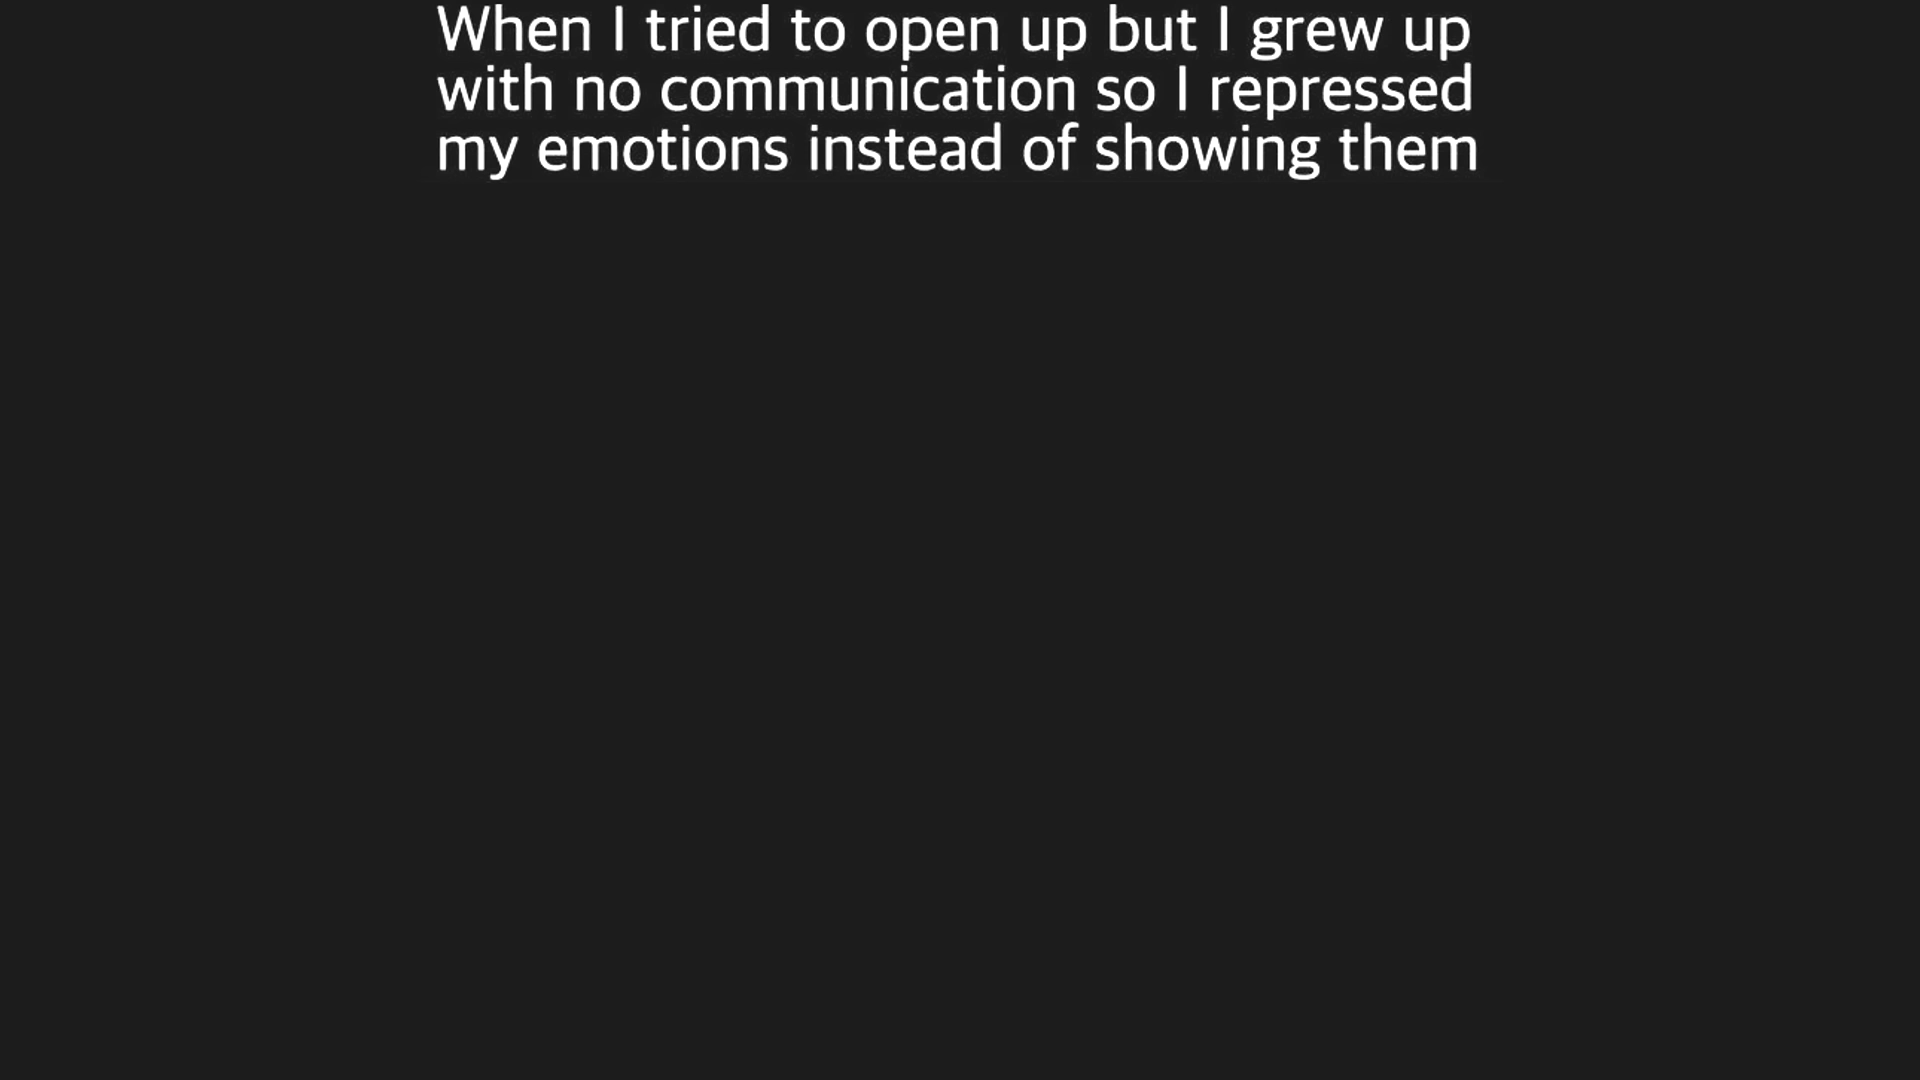 When I tried to open up but I grew up
with no communication so I repressed
my emotions instead of showing them